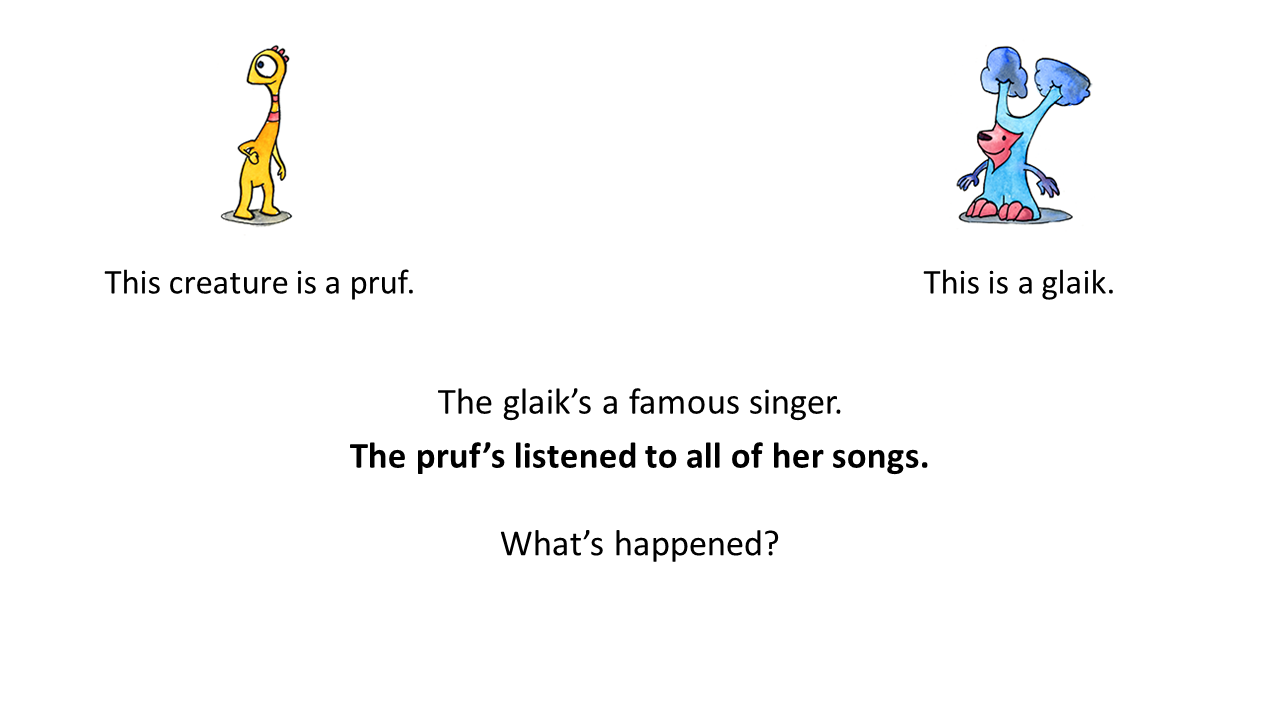 This creature is a pruf.
This is a glaik.
The glaik’s a famous singer.
The pruf’s listened to all of her songs.
What’s happened?